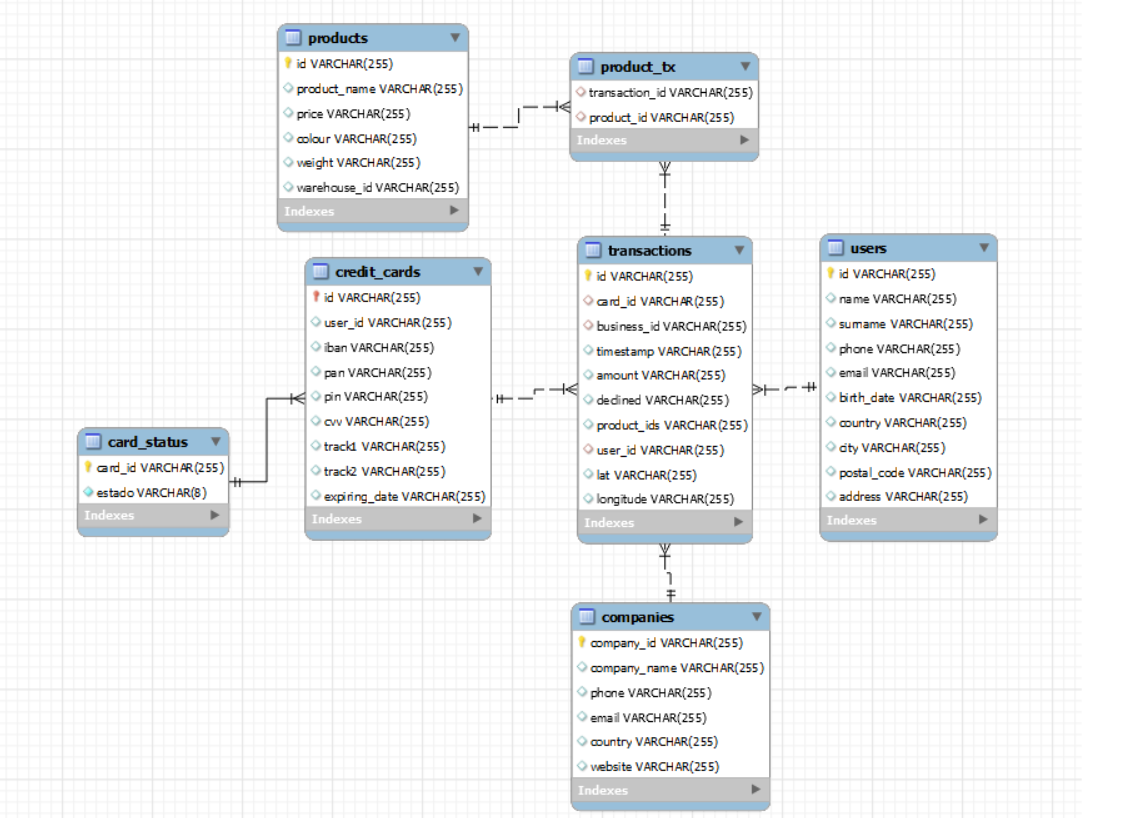 products
id VARCHAR(255)
product_name VARCHAR(255)
price VARCHAR(255)
colour VARCHAR(255)
weight VARCHAR(255)
warehouse_id VARCHAR(255)
Indexes
product_tx
transaction_id VARCHAR(255)
product_id VARCHAR(255)
Indexes
credit_cards
id VARCHAR(255)
user_id VARCHAR(255)
iban VARCHAR(255)
pan VARCHAR(255)
pin VARCHAR(255)
cvv VARCHAR(255)
track1 VARCHAR(255)
track2 VARCHAR(255)
expiring_date VARCHAR(255)
Indexes
transactions
id VARCHAR(255)
card_id VARCHAR(255)
business_id VARCHAR(255)
timestamp VARCHAR(255)
amount VARCHAR(255)
declined VARCHAR(255)
product_ids VARCHAR(255)
user_id VARCHAR(255)
lat VARCHAR(255)
longitude VARCHAR(255)
Indexes
users
id VARCHAR(255)
name VARCHAR(255)
surname VARCHAR(255)
phone VARCHAR(255)
email VARCHAR(255)
birth_date VARCHAR(255)
country VARCHAR(255)
city VARCHAR(255)
postal_code VARCHAR(255)
address VARCHAR(255)
Indexes
card_status
card_id VARCHAR(255)
estado VARCHAR(8)
Indexes
companies
company_id VARCHAR(255)
company_name VARCHAR(255)
phone VARCHAR(255)
email VARCHAR(255)
country VARCHAR(255)
website VARCHAR(255)
Indexes